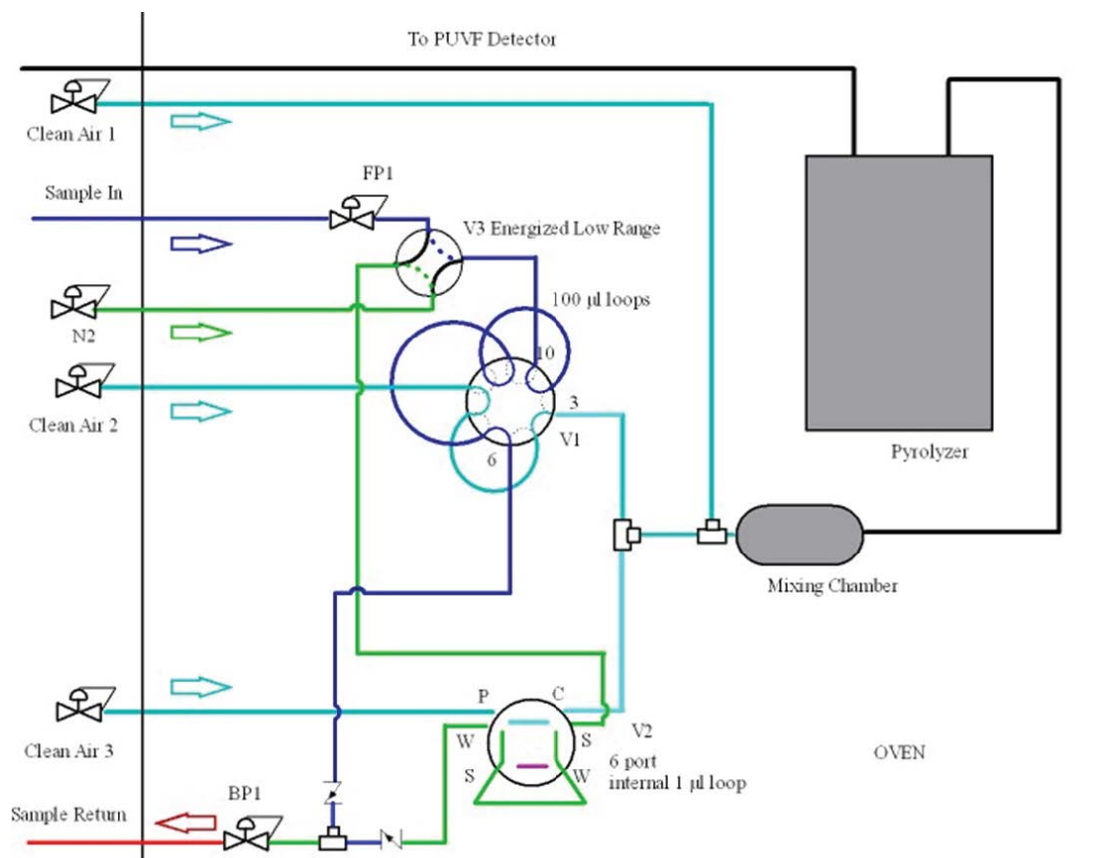 To PUVF Detector
Clean Air 1
Sample In
FP1
V3 Energized Low Range
N2
100 µl loops
10
Clean Air 2
3
V1
6
Pyrolyzer
Mixing Chamber
P
C
Clean Air 3
W
S
V2
S
W
6 port
internal 1 µl loop
OVEN
BP1
Sample Return